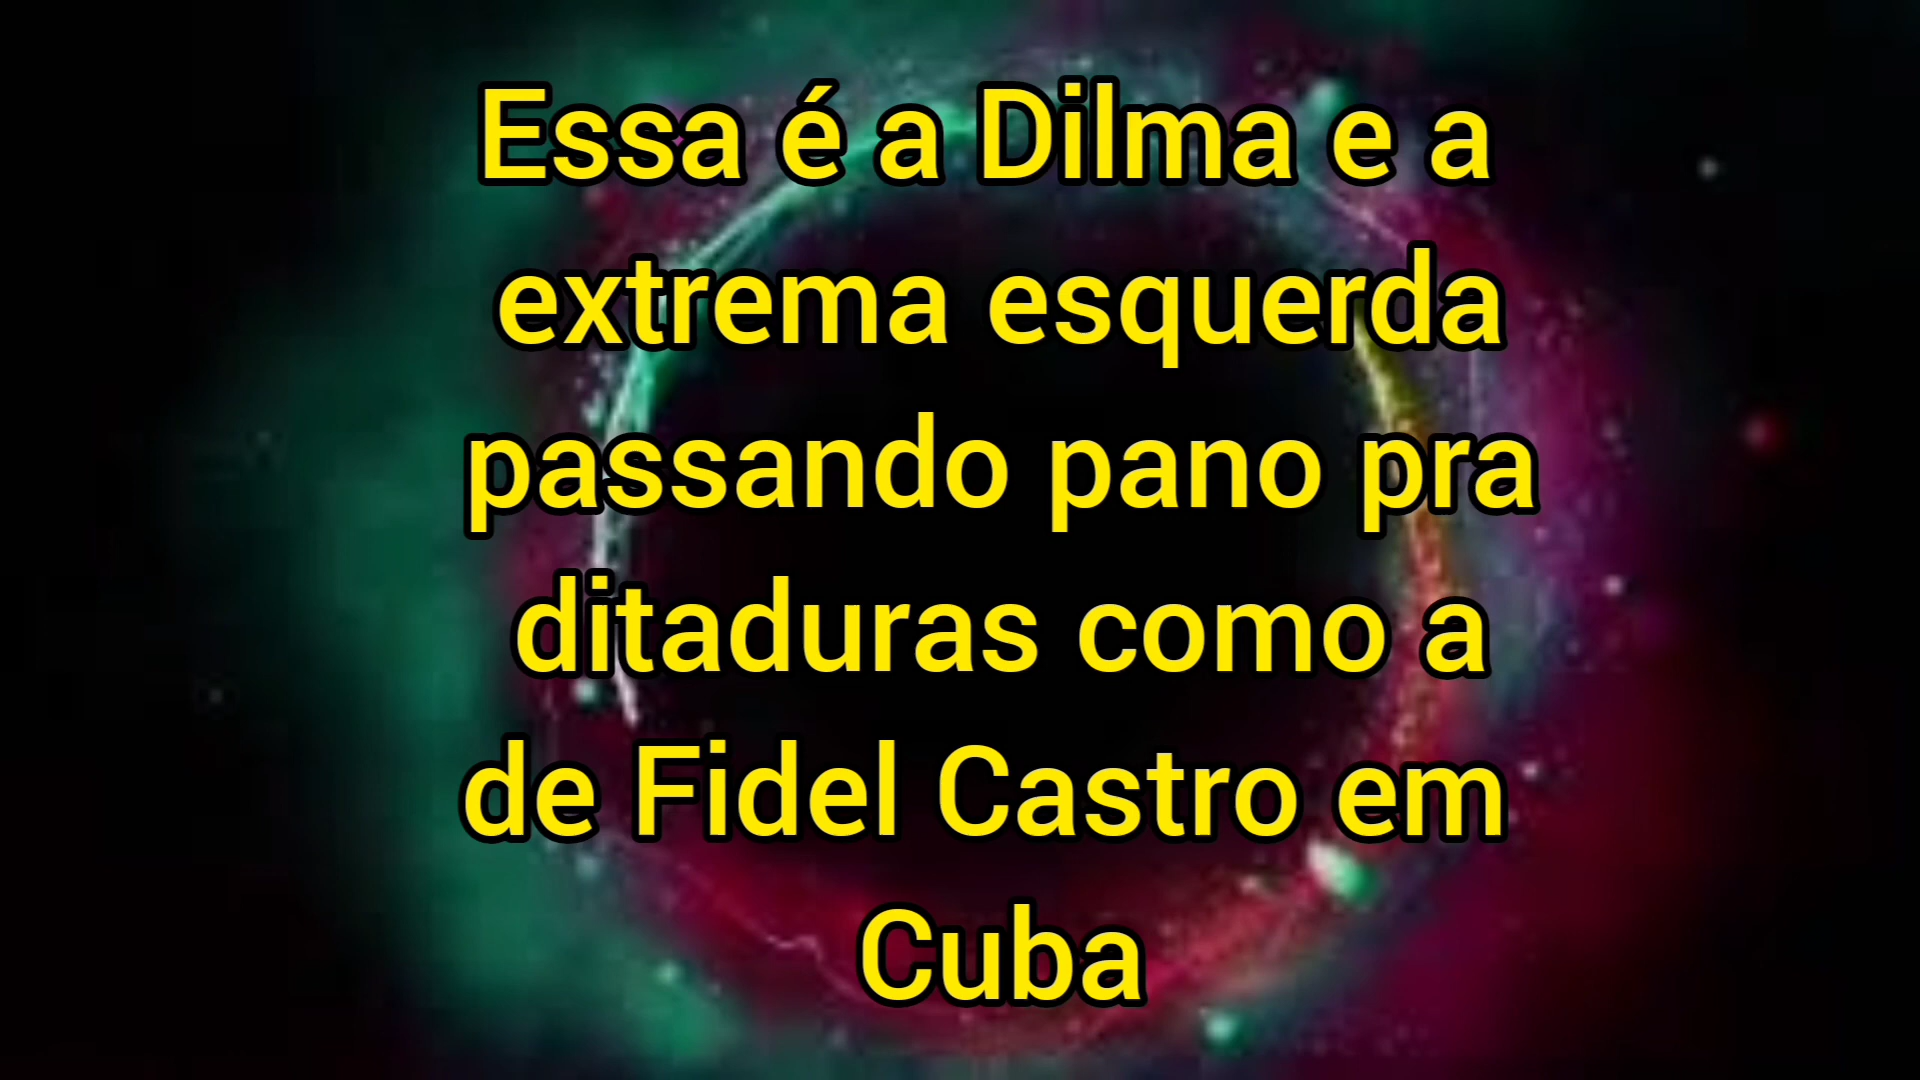 Essa é a Dilma e a
extrema esquerda
passando pano pra
ditaduras como a
de Fidel Castro em
Cuba